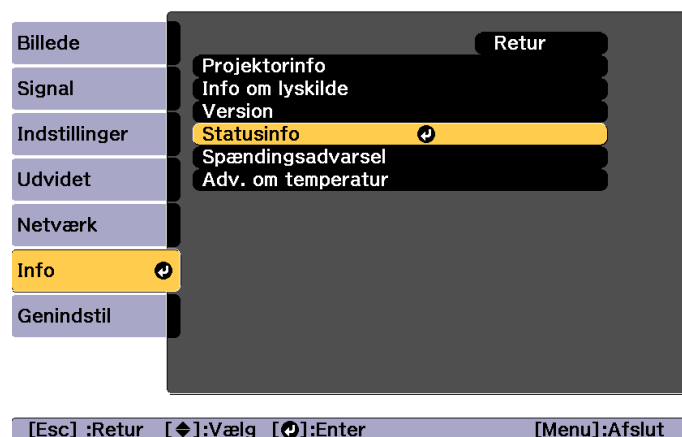 Billede
Signal
Indstillinger
Udvidet
Netværk
Info
Genindstil
Retur
Projektorinfo
Info om lyskilde
Version
Statusinfo
Spændingsadvarsel
Adv. om temperatur
[Esc] :Retur [◆]:Vælg [↵]:Enter [Menu]:Afslut